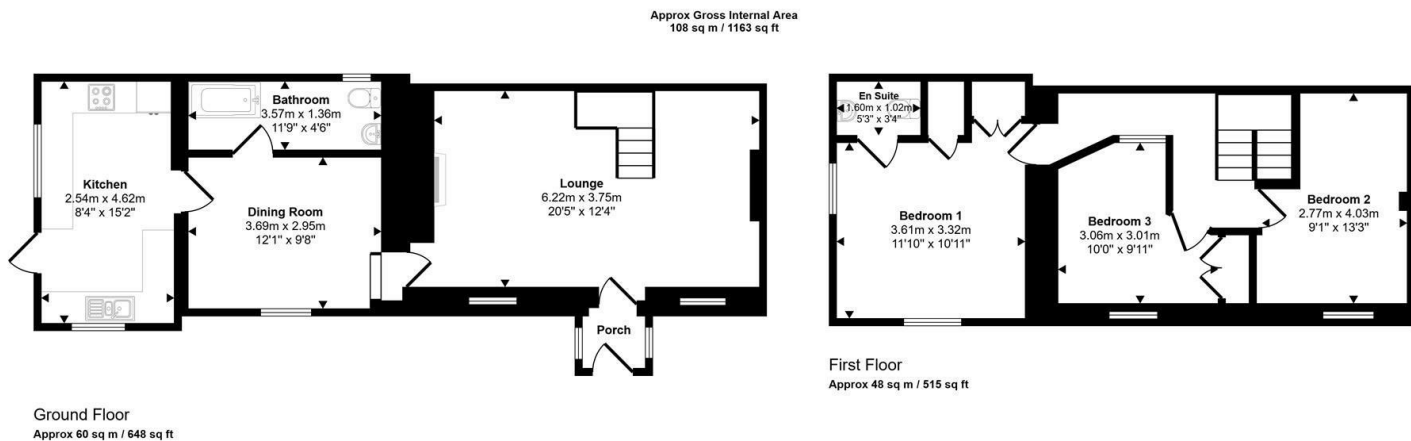 Approx Gross Internal Area
108 sq m / 1163 sq ft
Bathroom
3.57m x 1.36m
11'9" x 4'6"
Kitchen
2.54m x 4.62m
8'4" x 15'2"
Dining Room
3.69m x 2.95m
12'1" x 9'8"
Lounge
6.22m x 3.75m
20'5" x 12'4"
Porch
Ground Floor
Approx 60 sq m / 648 sq ft
En Suite
1.60m x 1.02m
5'3" x 3'4"
Bedroom 1
3.61m x 3.32m
11'10" x 10'11"
Bedroom 3
3.06m x 3.01m
10'0" x 9'11"
Bedroom 2
2.77m x 4.03m
9'1" x 13'3"
First Floor
Approx 48 sq m / 515 sq ft